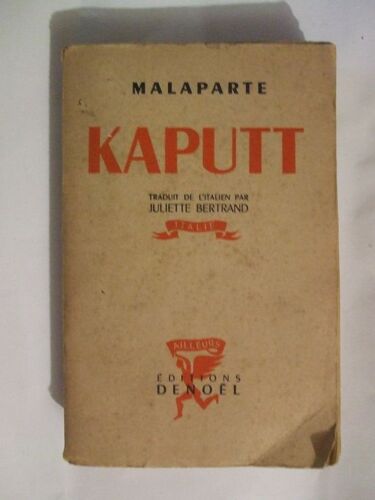 MALAPARTE
KAPUTT
TRADUIT DE L'ITALIEN PAR
JULIETTE BERTRAND
ITALIE
AILLEURS
ÉDITIONS
DENOËL